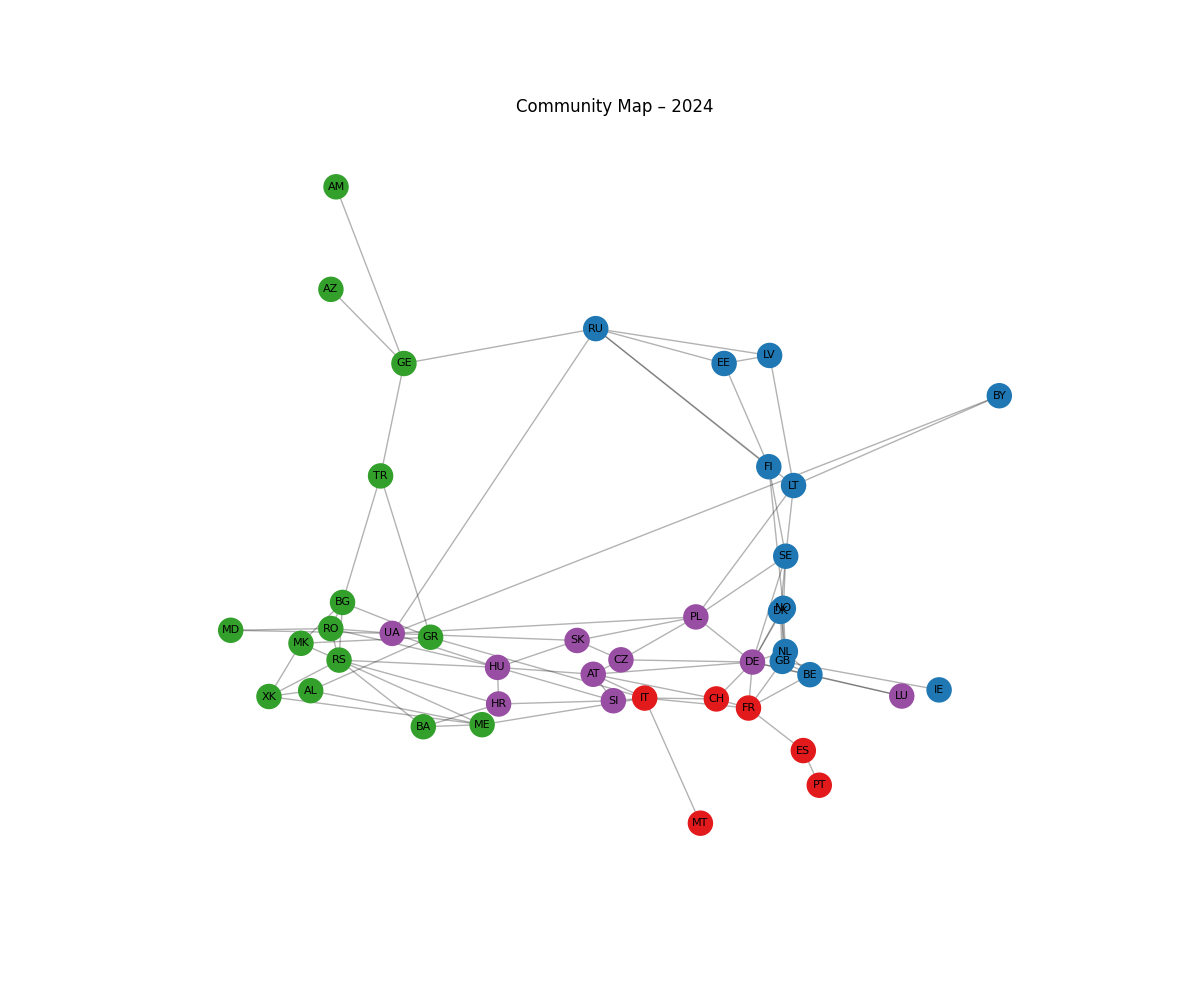 Community Map – 2024
AM
AZ
RU
LV
EE
GE
BY
FI
TR
LT
SE
BG
NO
DK
PL
RO
MD
UA
GR
SK
MK
NL
RS
CZ
GB
DE
HU
AT
BE
IE
AL
XK
LU
IT
CH
SI
HR
FR
ME
BA
ES
PT
MT